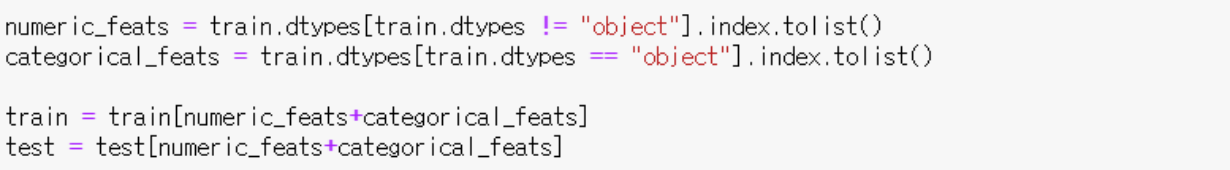 numeric_feats = train.dtypes[train.dtypes != "object"].index.tolist()
categorical_feats = train.dtypes[train.dtypes == "object"].index.tolist()
train = train[numeric_feats+categorical_feats]
test = test[numeric_feats+categorical_feats]